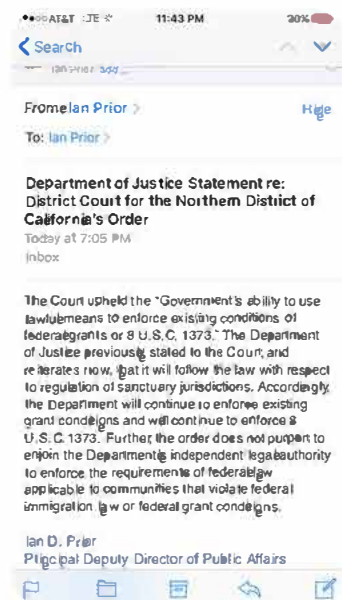 AT&T LTE 11:43 PM 20%
Search
Ian Prior
From: Ian Prior Hide
To: Ian Prior
Department of Justice Statement re:
District Court for the Northern District of
California's Order
Today at 7:05 PM
Inbox
The Court upheld the "Government's ability to use
lawful means to enforce existing conditions of
federal grants or 8 U.S.C. 1373." The Department
of Justice previously stated to the Court, and
reiterates now, that it will follow the law with respect
to regulation of sanctuary jurisdictions. Accordingly,
the Department will continue to enforce existing
grant conditions and will continue to enforce 8
U.S.C. 1373. Further, the order does not purport to
enjoin the Department's independent legal authority
to enforce the requirements of federal law
applicable to communities that violate federal
immigration law or federal grant conditions.
Ian D. Prior
Principal Deputy Director of Public Affairs